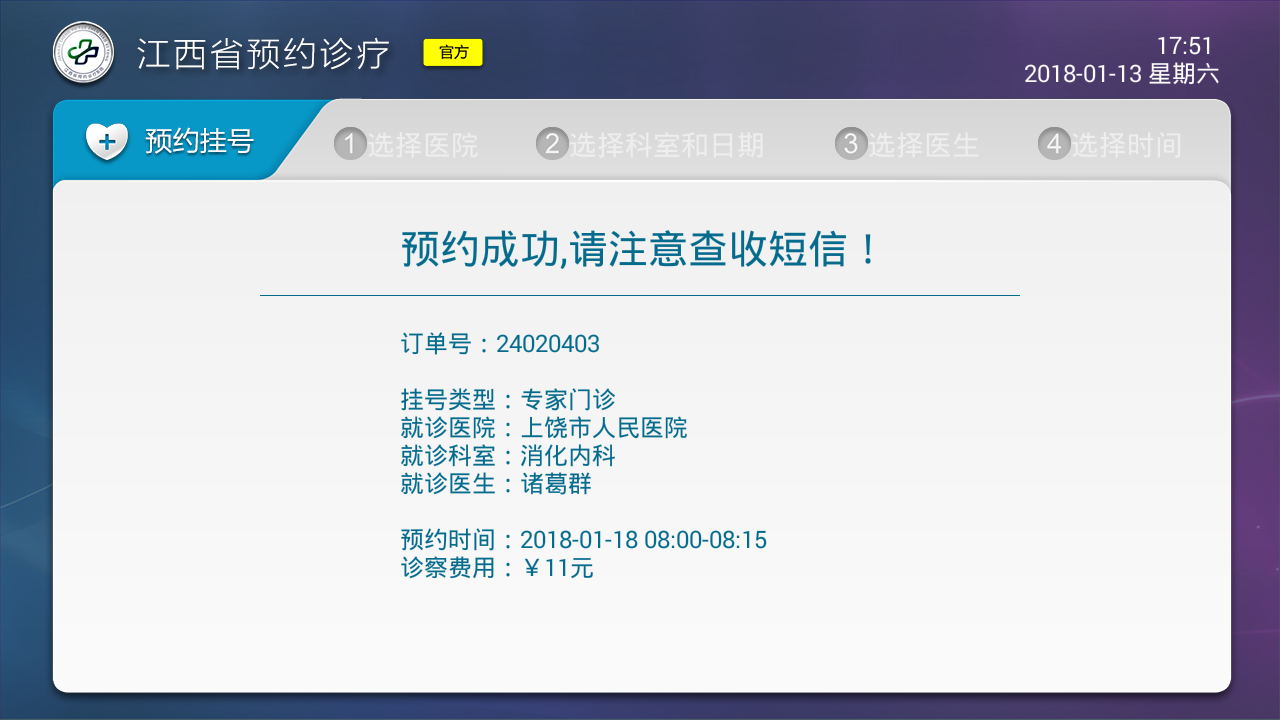 江西省预约诊疗
官方
17:51
2018-01-13 星期六
预约挂号
1选择医院
2选择科室和日期
3选择医生
4选择时间
预约成功,请注意查收短信！
订单号：24020403
挂号类型：专家门诊
就诊医院：上饶市人民医院
就诊科室：消化内科
就诊医生：诸葛群
预约时间：2018-01-18 08:00-08:15
诊察费用：￥11元